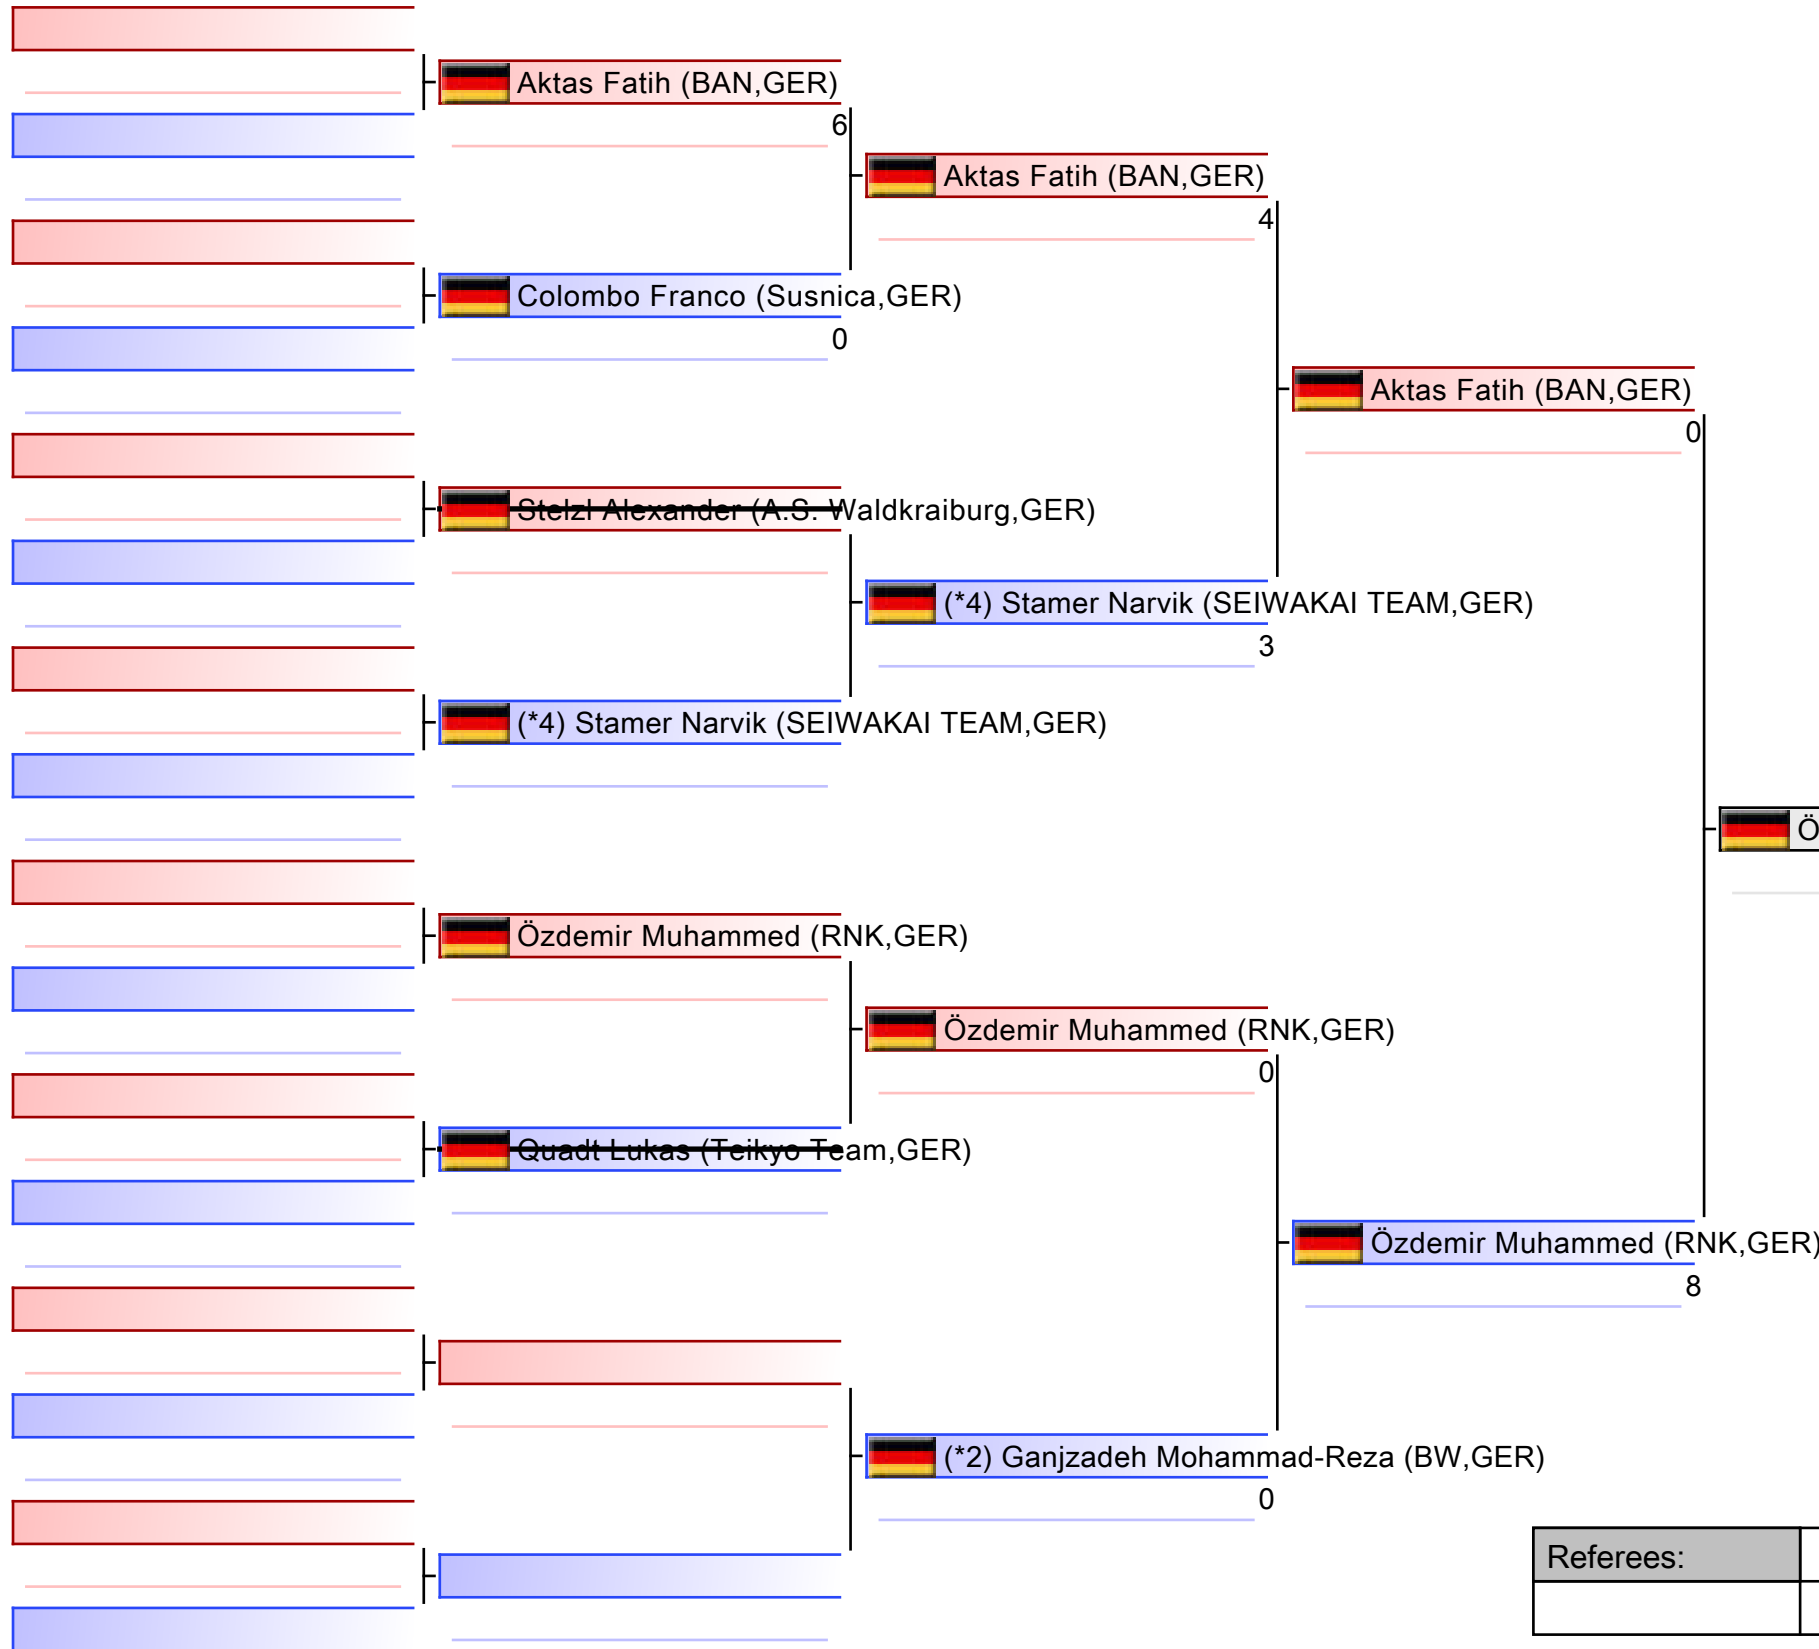 Aktas Fatih (BAN,GER)
6
Aktas Fatih (BAN,GER)
4
Colombo Franco (Susnica,GER)
0
Aktas Fatih (BAN,GER)
0
Stelzl Alexander (A.S. Waldkraiburg,GER)
(*4) Stamer Narvik (SEIWAKAI TEAM,GER)
3
(*4) Stamer Narvik (SEIWAKAI TEAM,GER)
Ö
Özdemir Muhammed (RNK,GER)
Özdemir Muhammed (RNK,GER)
0
Quadt Lukas (Teikyo Team,GER)
Özdemir Muhammed (RNK,GER)
8
(*2) Ganjzadeh Mohammad-Reza (BW,GER)
0
Referees: